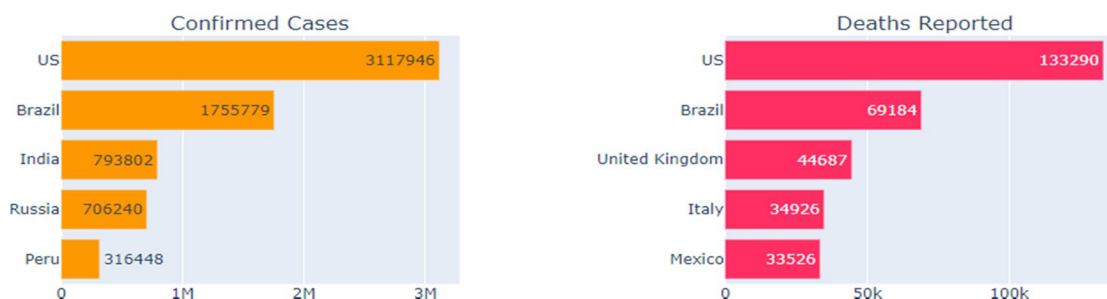 Confirmed Cases
US 3117946
Brazil 1755779
India 793802
Russia 706240
Peru 316448
0 1M 2M 3M
Deaths Reported
US 133290
Brazil 69184
United Kingdom 44687
Italy 34926
Mexico 33526
0 50k 100k